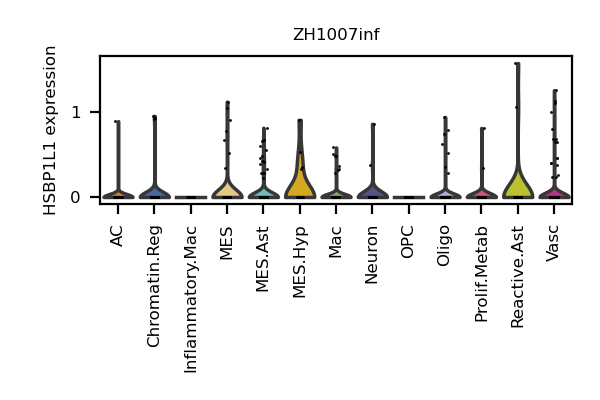 ZH1007inf
HSBP1L1 expression
1
0
AC
Chromatin.Reg
Inflammatory.Mac
MES
MES.Ast
MES.Hyp
Mac
Neuron
OPC
Oligo
Prolif.Metab
Reactive.Ast
Vasc